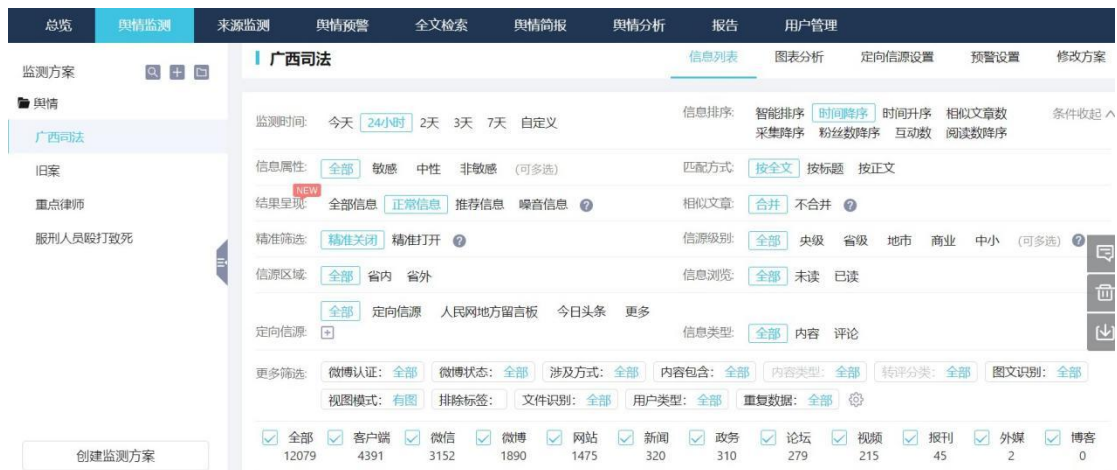 总览 舆情监测 来源监测 舆情预警 全文检索 舆情简报 舆情分析 报告 用户管理
监测方案
舆情
广西司法
旧案
重点律师
服刑人员殴打致死
创建监测方案
广西司法 信息列表 图表分析 定向信源设置 预警设置 修改方案
监测时间: 今天 24小时 2天 3天 7天 自定义
信息排序: 智能排序 时间降序 时间升序 相似文章数 条件收起
采集降序 粉丝数降序 互动数 阅读数降序
信息属性: 全部 敏感 中性 非敏感 (可多选) 匹配方式: 按全文 按标题 按正文
NEW
结果呈现: 全部信息 正常信息 推荐信息 噪音信息 ? 相似文章: 合并 不合并 ?
精准筛选: 精准关闭 精准打开 ? 信源级别: 全部 央级 省级 地市 商业 中小 (可多选) ?
信源区域: 全部 省内 省外 信息浏览: 全部 未读 已读
全部 定向信源 人民网地方留言板 今日头条 更多
定向信源: 信息类型: 全部 内容 评论
更多筛选: 微博认证: 全部 微博状态: 全部 涉及方式: 全部 内容包含: 全部 内容类型: 全部 转评分类: 全部 图文识别: 全部
视图模式: 有图 排除标签: 文件识别: 全部 用户类型: 全部 重复数据: 全部
全部 客户端 微信 微博 网站 新闻 政务 论坛 视频 报刊 外媒 博客
12079 4391 3152 1890 1475 320 310 279 215 45 2 0